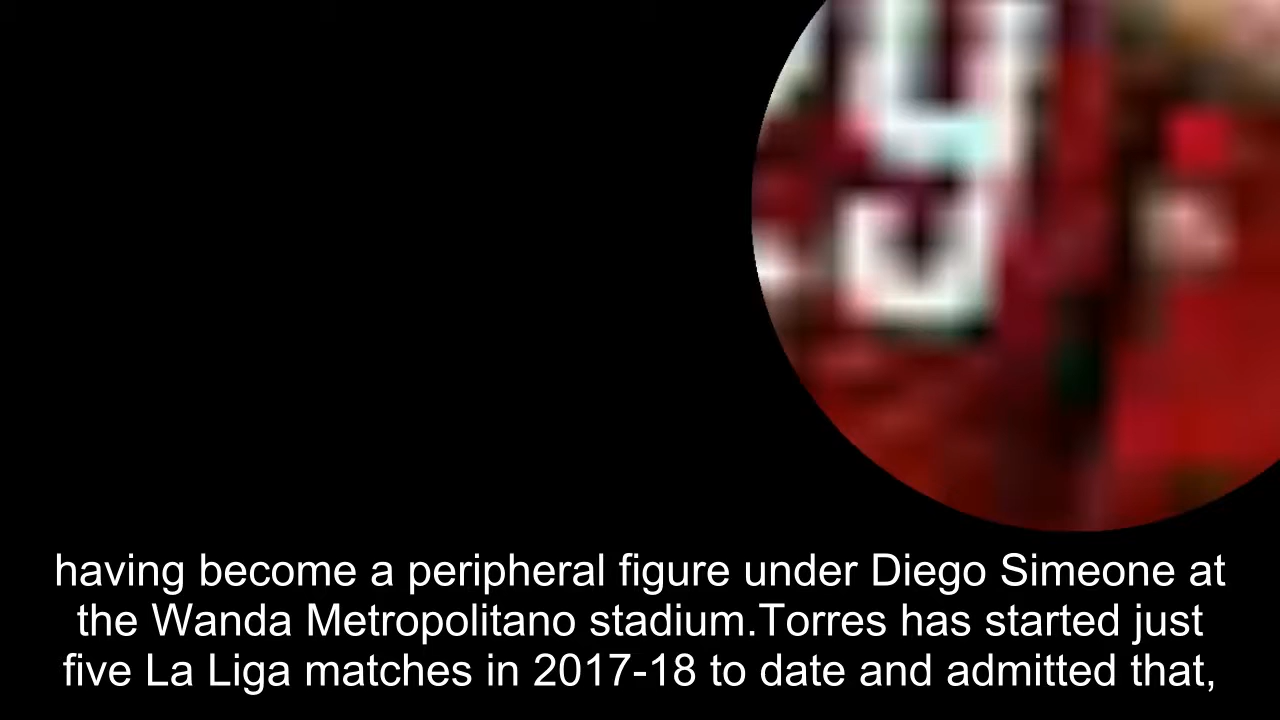 having become a peripheral figure under Diego Simeone at
the Wanda Metropolitano stadium.Torres has started just
five La Liga matches in 2017-18 to date and admitted that,